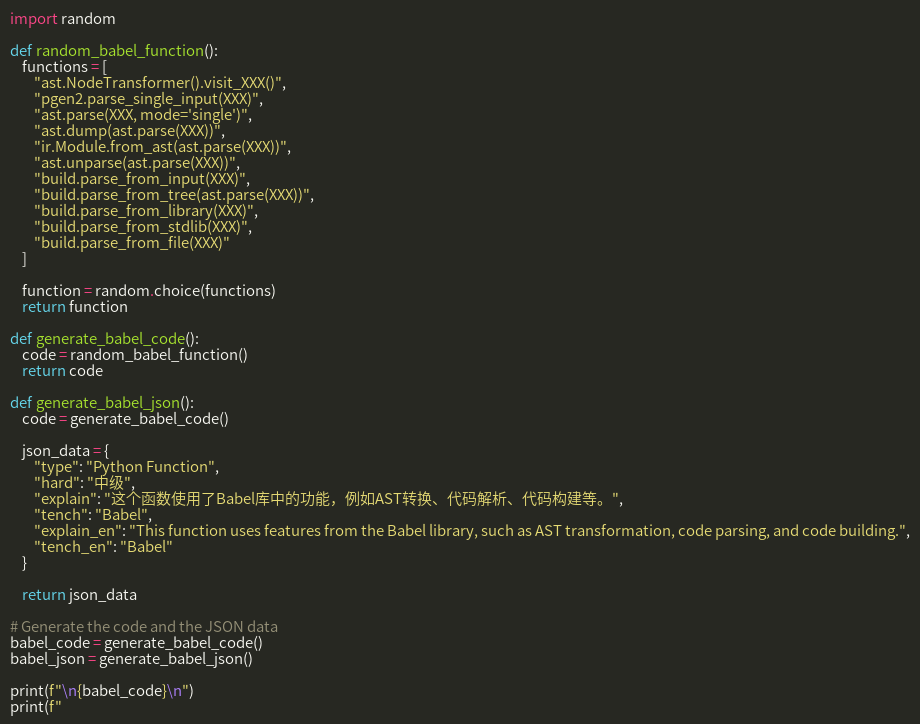 import random

def random_babel_function():
    functions = [
        "ast.NodeTransformer().visit_XXX()",
        "pgen2.parse_single_input(XXX)",
        "ast.parse(XXX, mode='single')",
        "ast.dump(ast.parse(XXX))",
        "ir.Module.from_ast(ast.parse(XXX))",
        "ast.unparse(ast.parse(XXX))",
        "build.parse_from_input(XXX)",
        "build.parse_from_tree(ast.parse(XXX))",
        "build.parse_from_library(XXX)",
        "build.parse_from_stdlib(XXX)",
        "build.parse_from_file(XXX)"
    ]

    function = random.choice(functions)
    return function

def generate_babel_code():
    code = random_babel_function()
    return code

def generate_babel_json():
    code = generate_babel_code()

    json_data = {
        "type": "Python Function",
        "hard": "中级",
        "explain": "这个函数使用了Babel库中的功能，例如AST转换、代码解析、代码构建等。",
        "tench": "Babel",
        "explain_en": "This function uses features from the Babel library, such as AST transformation, code parsing, and code building.",
        "tench_en": "Babel"
    }

    return json_data

# Generate the code and the JSON data
babel_code = generate_babel_code()
babel_json = generate_babel_json()

print(f"\n{babel_code}\n")
print(f"